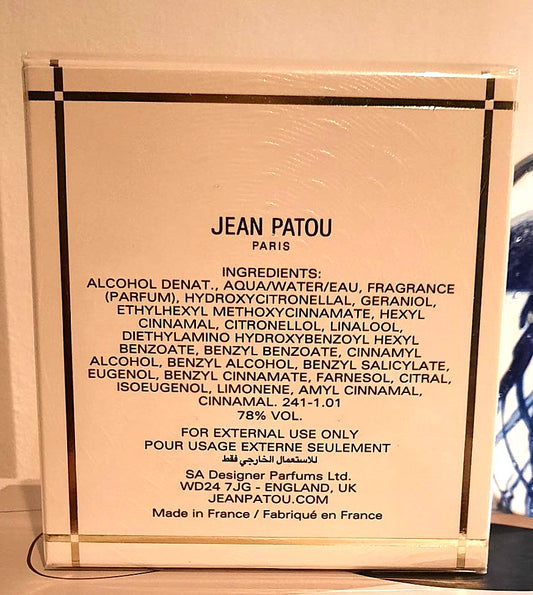 JEAN PATOU
PARIS
INGREDIENTS:
ALCOHOL DENAT., AQUA/WATER/EAU, FRAGRANCE
(PARFUM), HYDROXYCITRONELLAL, GERANIOL,
ETHYLHEXYL METHOXYCINNAMATE, HEXYL
CINNAMAL, CITRONELLOL, LINALOOL,
DIETHYLAMINO HYDROXYBENZOYL HEXYL
BENZOATE, BENZYL BENZOATE, CINNAMYL
ALCOHOL, BENZYL ALCOHOL, BENZYL SALICYLATE,
EUGENOL, BENZYL CINNAMATE, FARNESOL, CITRAL,
ISOEUGENOL, LIMONENE, AMYL CINNAMAL,
CINNAMAL. 241-1.01
78% VOL.
FOR EXTERNAL USE ONLY
POUR USAGE EXTERNE SEULEMENT
للاستعمال الخارجي فقط
SA Designer Parfums Ltd.
WD24 7JG - ENGLAND, UK
JEANPATOU.COM
Made in France / Fabriqué en France